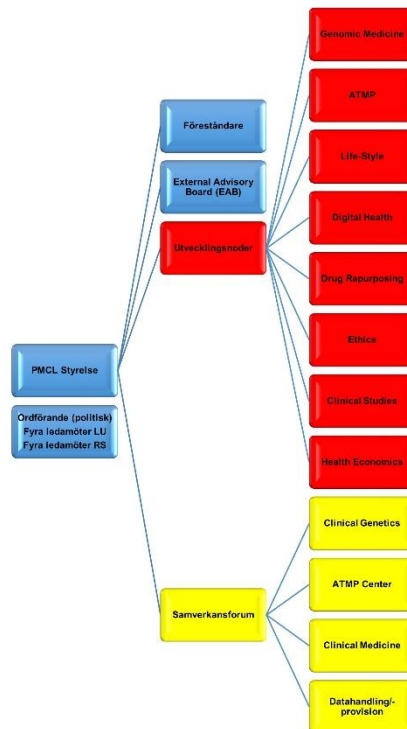 Genomic Medicine
ATMP
Life-Style
Digital Health
Drug Rapurposing
Ethics
Clinical Studies
Health Economics
Föreståndare
External Advisory
Board (EAB)
Utvecklingsnoder
PMCL Styrelse
Ordförande (politisk)
Fyra ledamöter LU
Fyra ledamöter RS
Samverkansforum
Clinical Genetics
ATMP Center
Clinical Medicine
Datahandling/-
provision